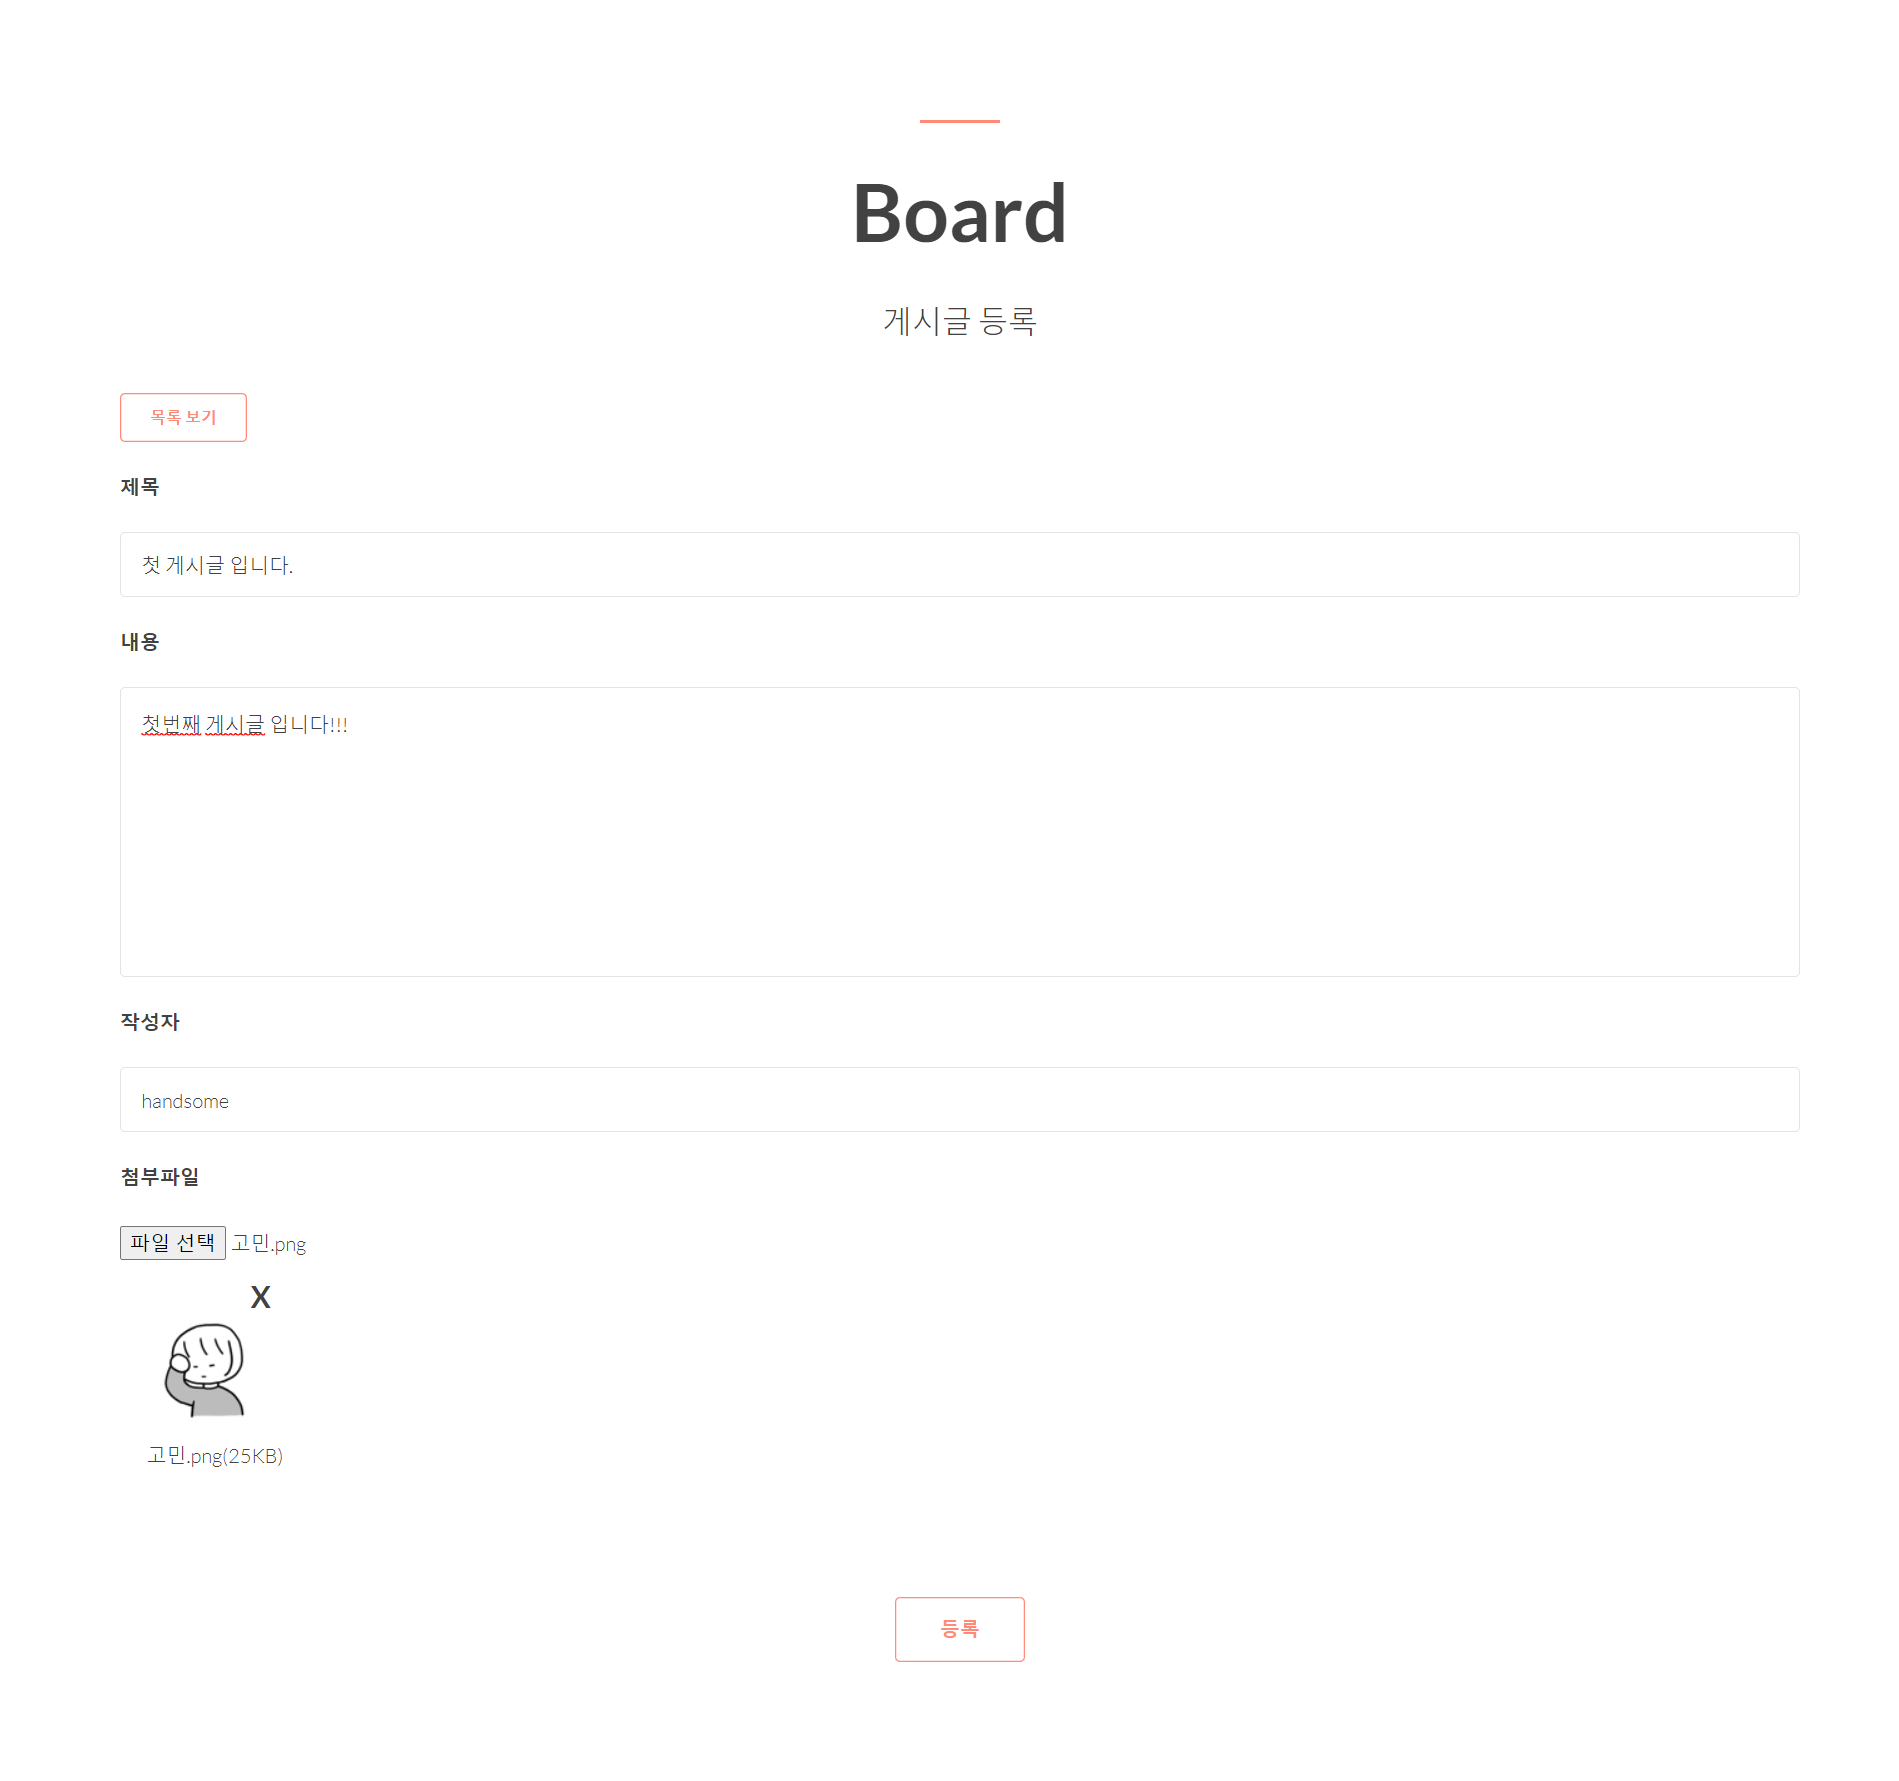 Board
게시글 등록
목록 보기
제목
첫 게시글 입니다.
내용
첫번째 게시글 입니다!!!
작성자
handsome
첨부파일
파일 선택 고민.png
X
고민.png(25KB)
등록